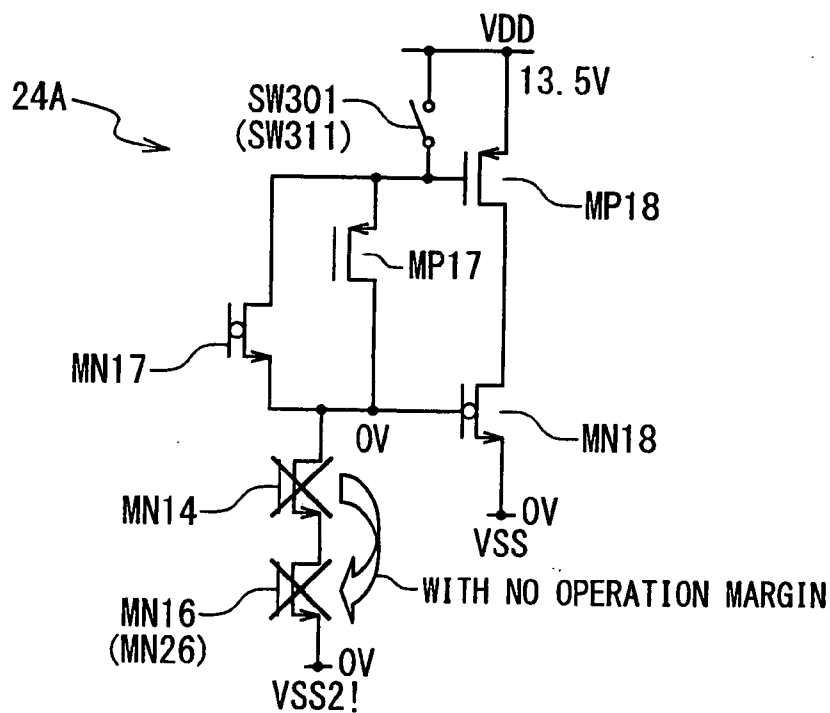 VDD
13.5V
24A
SW301
(SW311)
MP18
MP17
MN17
0V
MN18
MN14
0V
VSS
WITH NO OPERATION MARGIN
MN16
(MN26)
0V
VSS2!